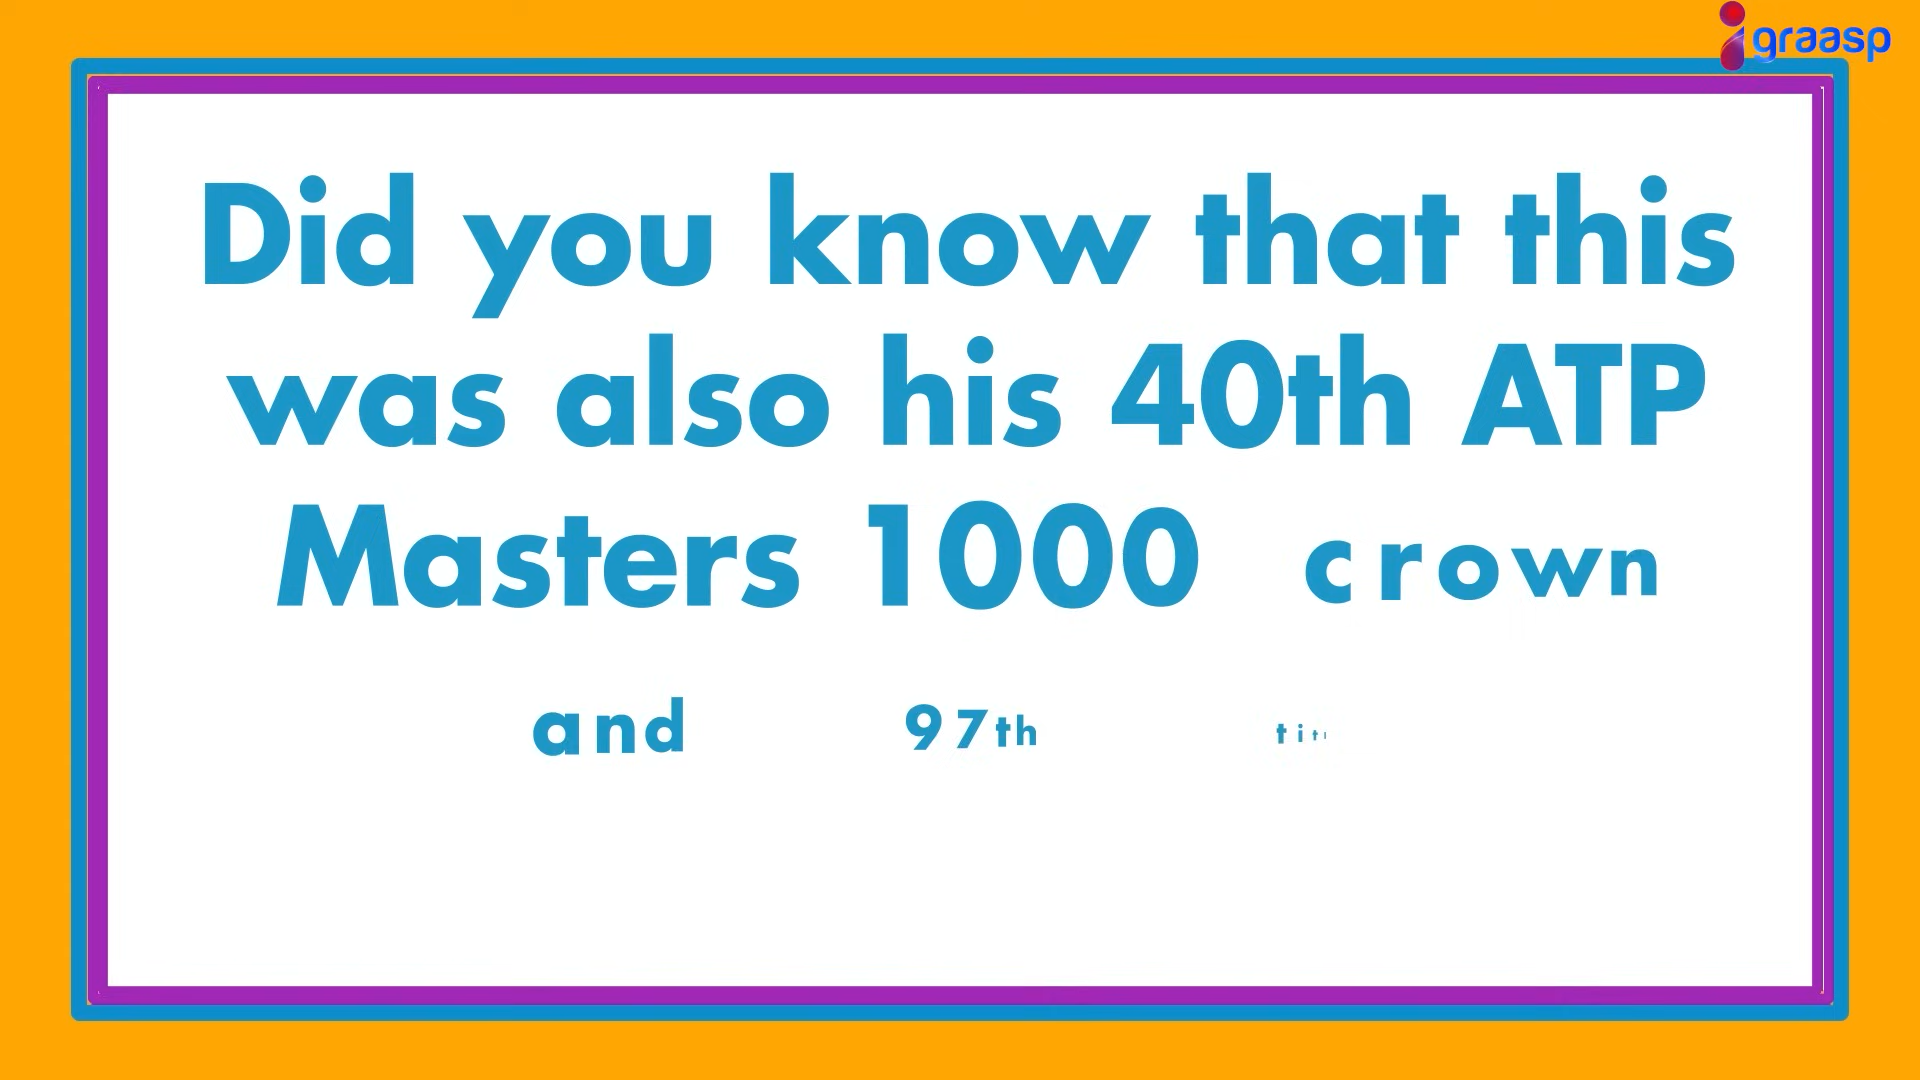 igraasp
Did you know that this
was also his 40th ATP
Masters 1000 crown
and 97th